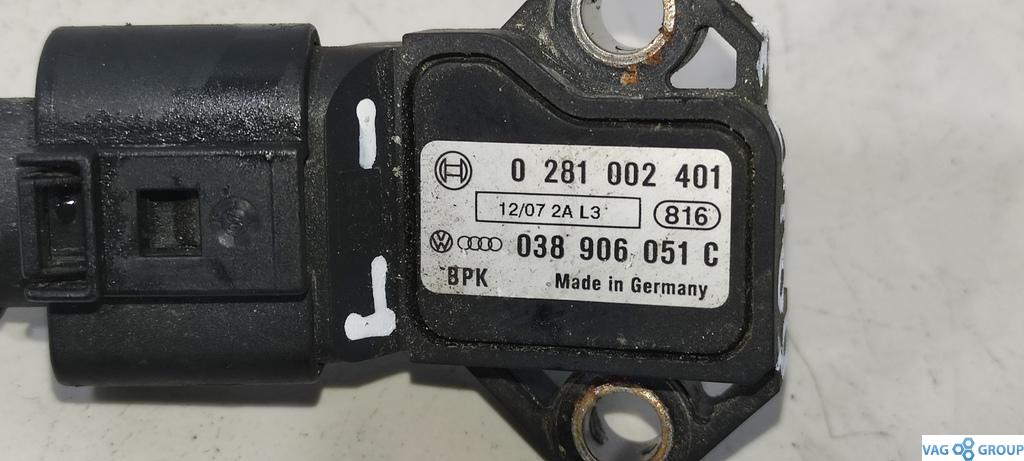 0 281 002 401
12/07 2A L3
816
038 906 051 C
BPK
Made in Germany
VAG GROUP